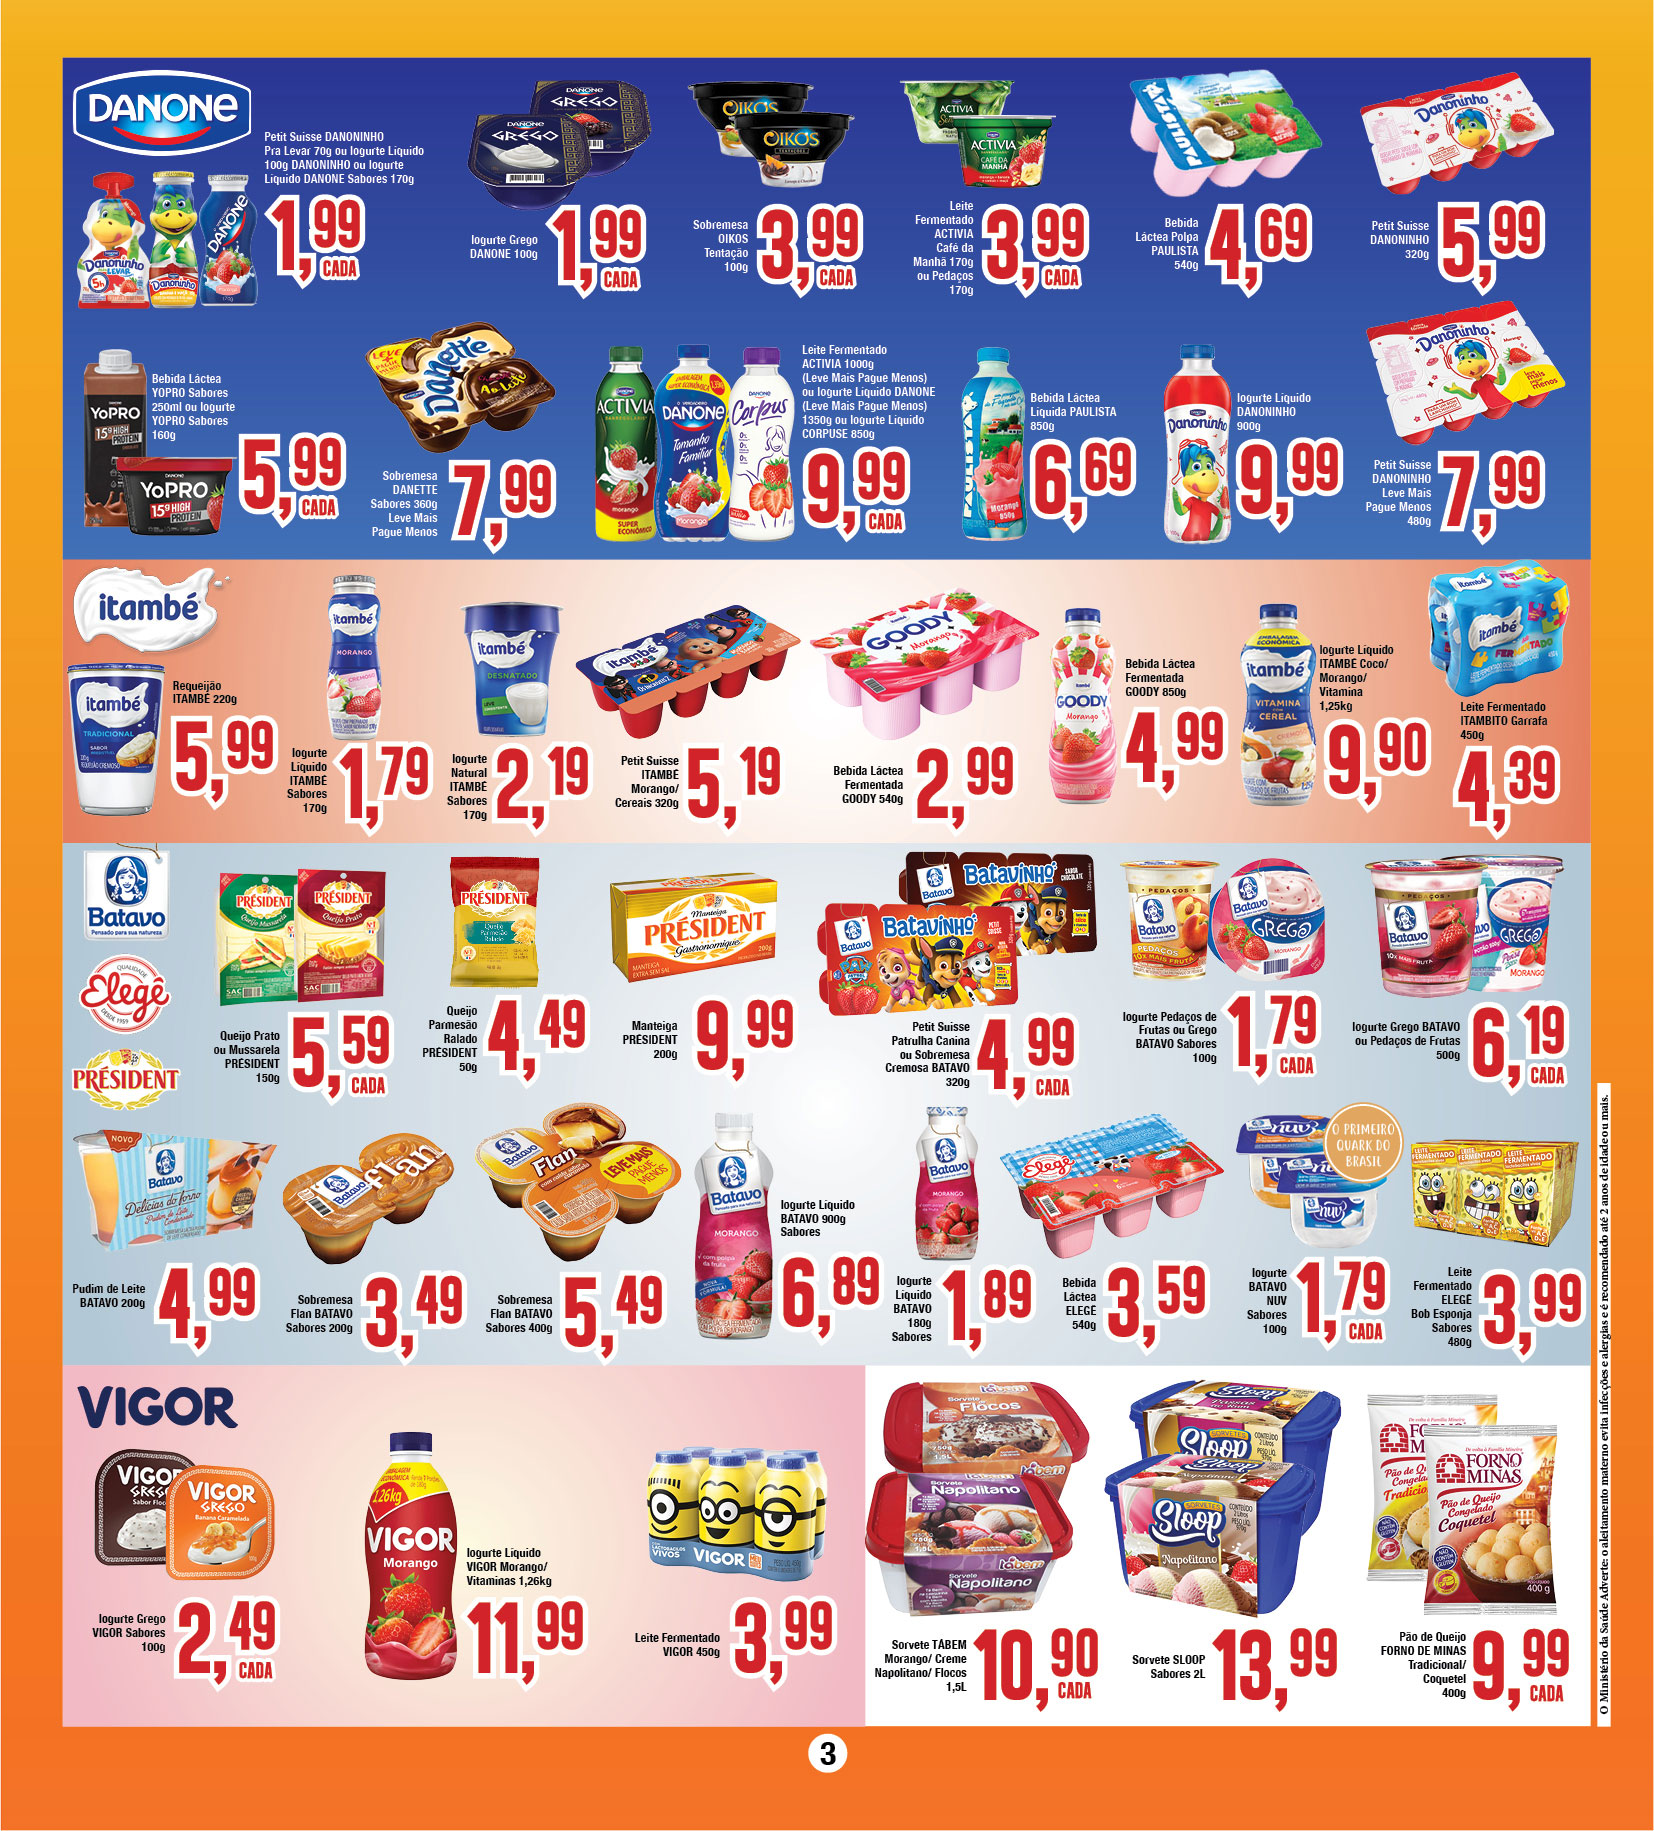 DANONE
Petit Suisse DANONINHO
Pra Levar 70g ou Iogurte Líquido
100g DANONINHO ou Iogurte
Líquido DANONE Sabores 170g
1,99
CADA
Iogurte Grego
DANONE 100g
1,99
CADA
Sobremesa
OIKOS
Tentação
100g
3,99
CADA
Leite
Fermentado
ACTIVIA
Café da
Manhã 170g
ou Pedaços
170g
3,99
CADA
Bebida
Láctea Polpa
PAULISTA
540g
4,69
Petit Suisse
DANONINHO
320g
5,99
Bebida Láctea
YOPRO Sabores
250ml ou Iogurte
YOPRO Sabores
160g
5,99
CADA
Sobremesa
DANETTE
Sabores 360g
Leve Mais
Pague Menos
7,99
Leite Fermentado
ACTIVIA 1000g
(Leve Mais Pague Menos)
ou Iogurte Líquido DANONE
(Leve Mais Pague Menos)
1350g ou Iogurte Líquido
CORPUSE 850g
9,99
CADA
Bebida Láctea
Líquida PAULISTA
850g
6,69
Iogurte Líquido
DANONINHO
900g
9,99
Petit Suisse
DANONINHO
Leve Mais
Pague Menos
480g
7,99
itambé
Requeijão
ITAMBÉ 220g
5,99
Iogurte
Líquido
ITAMBÉ
Sabores
170g
1,79
Iogurte
Natural
ITAMBÉ
Sabores
170g
2,19
Petit Suisse
ITAMBÉ
Morango/
Cereais 320g
5,19
Bebida Láctea
Fermentada
GOODY 540g
2,99
Bebida Láctea
Fermentada
GOODY 850g
4,99
Iogurte Líquido
ITAMBÉ Coco/
Morango/
Vitamina
1,25kg
9,90
Leite Fermentado
ITAMBITO Garrafa
450g
4,39
Batavo
Pensado para sua natureza
QUALIDADE
Elegê
DESDE 1959
PRÉSIDENT
Queijo Prato
ou Mussarela
PRÉSIDENT
150g
5,59
CADA
Queijo
Parmesão
Ralado
PRÉSIDENT
50g
4,49
Manteiga
PRÉSIDENT
200g
9,99
Petit Suisse
Patrulha Canina
ou Sobremesa
Cremosa BATAVO
320g
4,99
CADA
Iogurte Pedaços de
Frutas ou Grego
BATAVO Sabores
100g
1,79
CADA
Iogurte Grego BATAVO
ou Pedaços de Frutas
500g
6,19
CADA
Pudim de Leite
BATAVO 200g
4,99
Sobremesa
Flan BATAVO
Sabores 200g
3,49
Sobremesa
Flan BATAVO
Sabores 400g
5,49
Iogurte Líquido
BATAVO 900g
Sabores
6,89
Iogurte
Líquido
BATAVO
180g
Sabores
1,89
Bebida
Láctea
ELEGÊ
540g
3,59
O PRIMEIRO
QUARK DO
BRASIL
Iogurte
BATAVO
NUV
Sabores
100g
1,79
CADA
Leite
Fermentado
ELEGÊ
Bob Esponja
Sabores
480g
3,99
VIGOR
Iogurte Grego
VIGOR Sabores
100g
2,49
CADA
Iogurte Líquido
VIGOR Morango/
Vitaminas 1,26kg
11,99
Leite Fermentado
VIGOR 450g
3,99
Sorvete TÁBEM
Morango/ Creme
Napolitano/ Flocos
1,5L
10,90
CADA
Sorvete SLOOP
Sabores 2L
13,99
Pão de Queijo
FORNO DE MINAS
Tradicional/
Coquetel
400g
9,99
CADA
O Ministério da Saúde Adverte: o aleitamento materno evita infecções e alergias e é recomendado até 2 anos de idade ou mais.
3